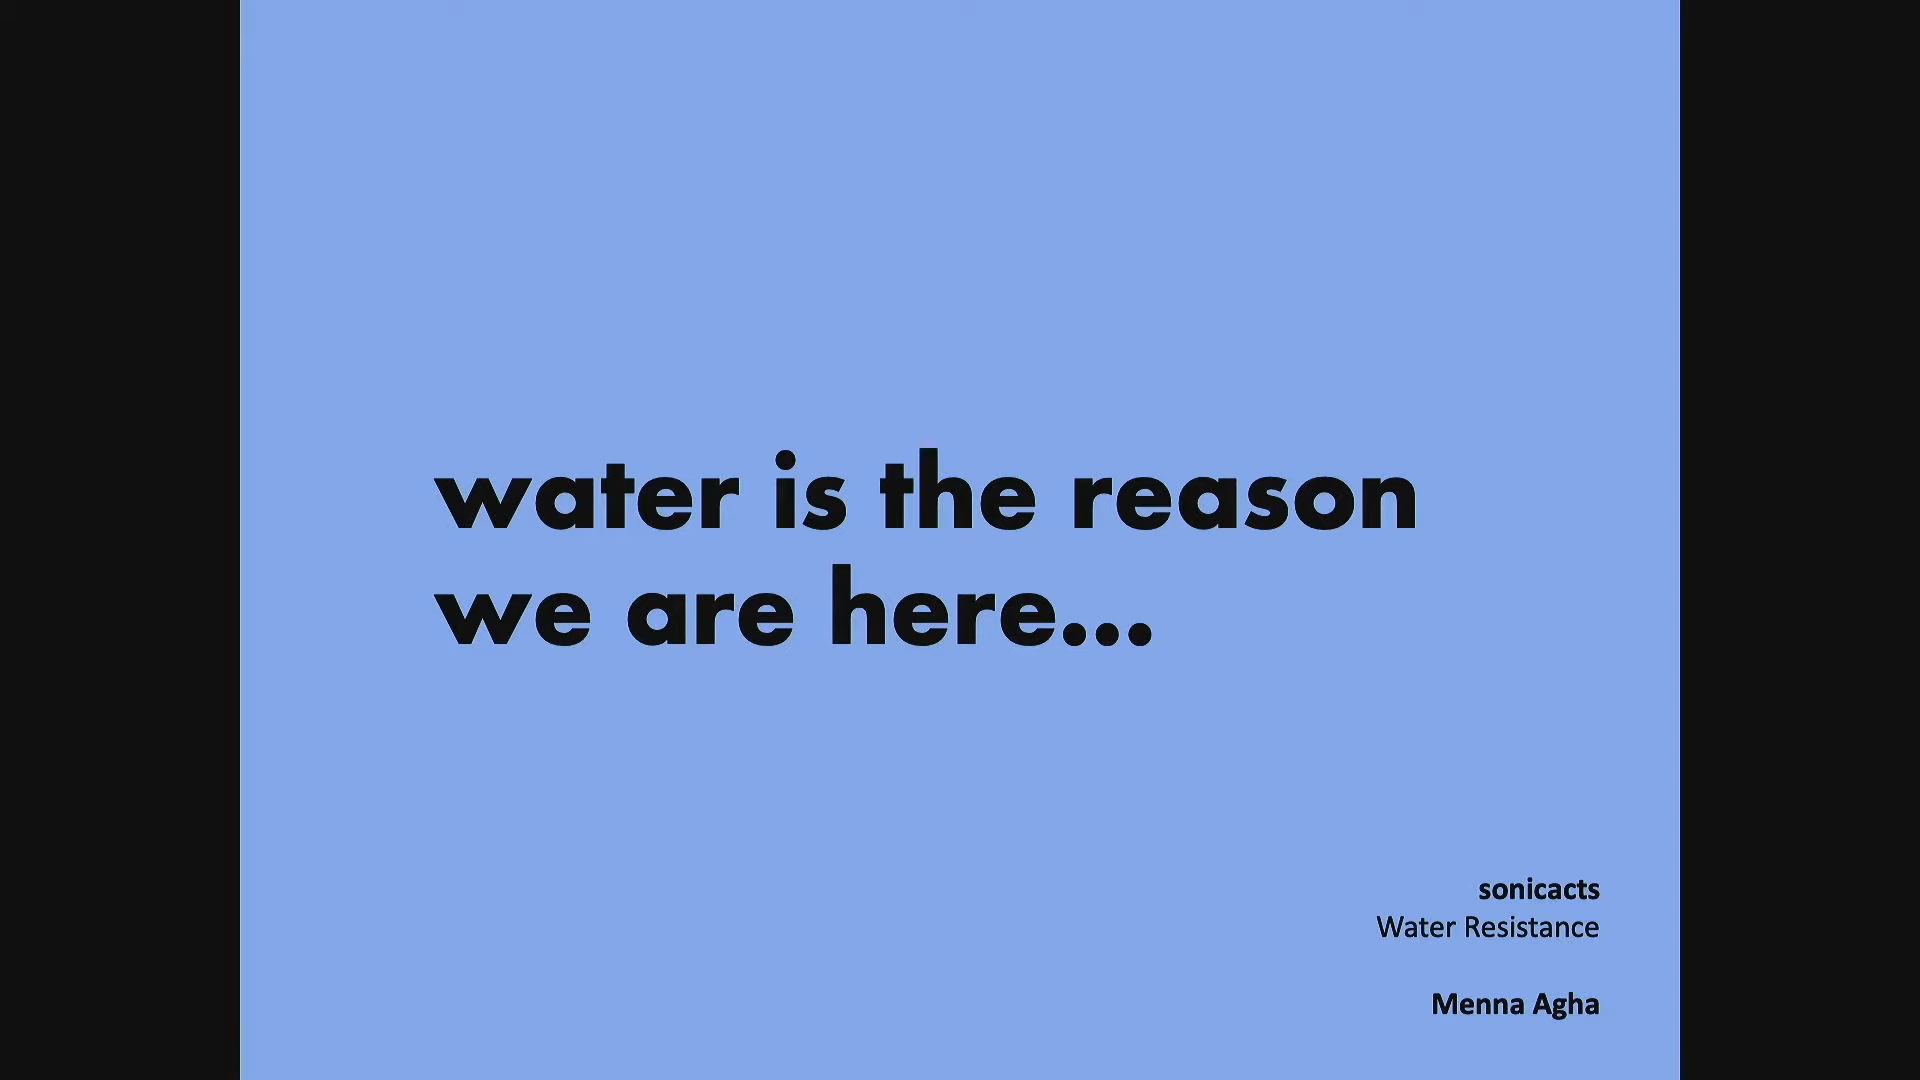 water is the reason
we are here...
sonicacts
Water Resistance
Menna Agha